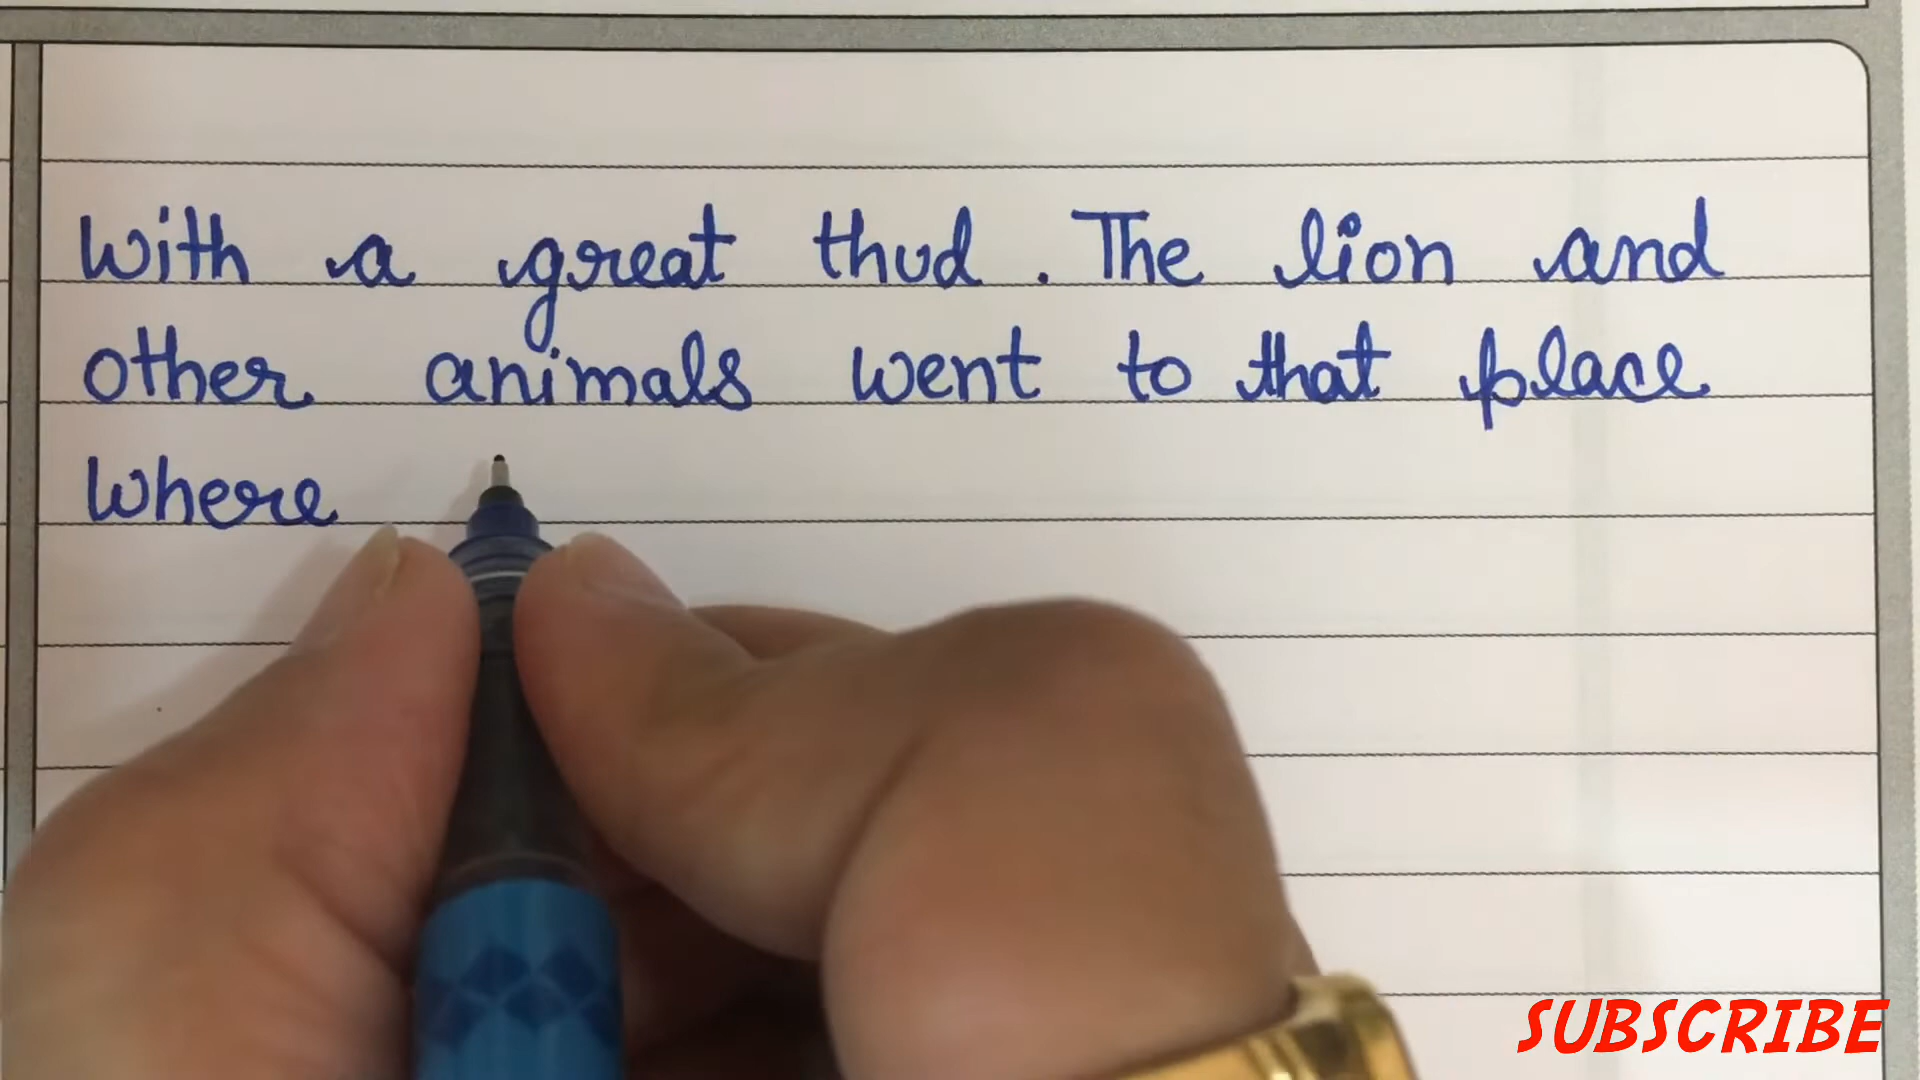 With a great thud. The lion and
other animals went to that place
where
SUBSCRIBE